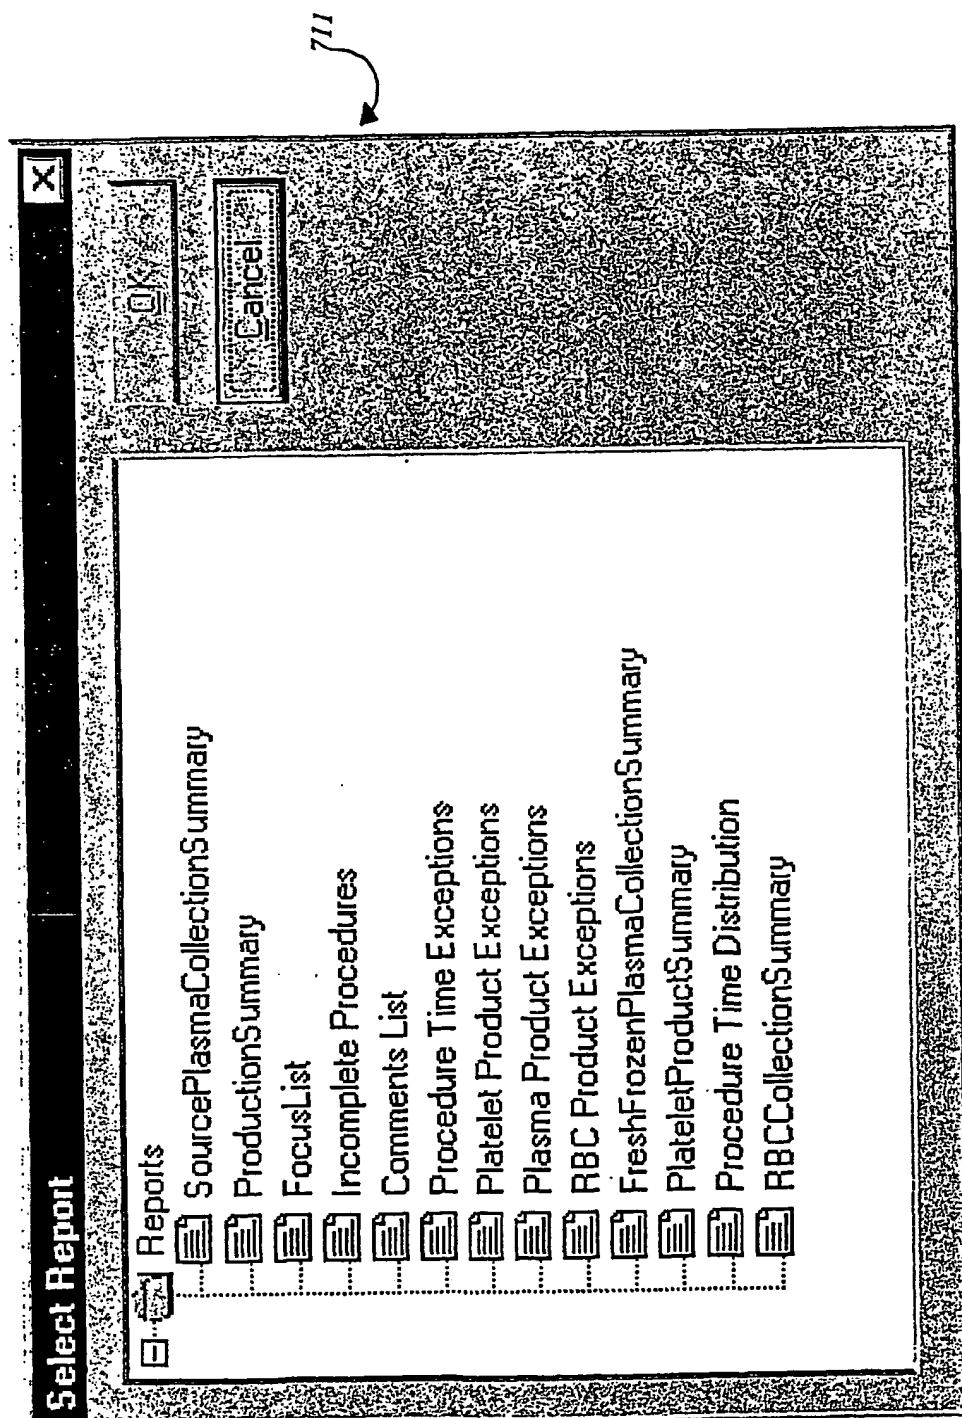 Select Report
Reports
SourcePlasmaCollectionSummary
ProductionSummary
FocusList
Incomplete Procedures
Comments List
Procedure Time Exceptions
Platelet Product Exceptions
Plasma Product Exceptions
RBC Product Exceptions
FreshFrozenPlasmaCollectionSummary
PlateletProductSummary
Procedure Time Distribution
RBCCollectionSummary
OK
Cancel
711